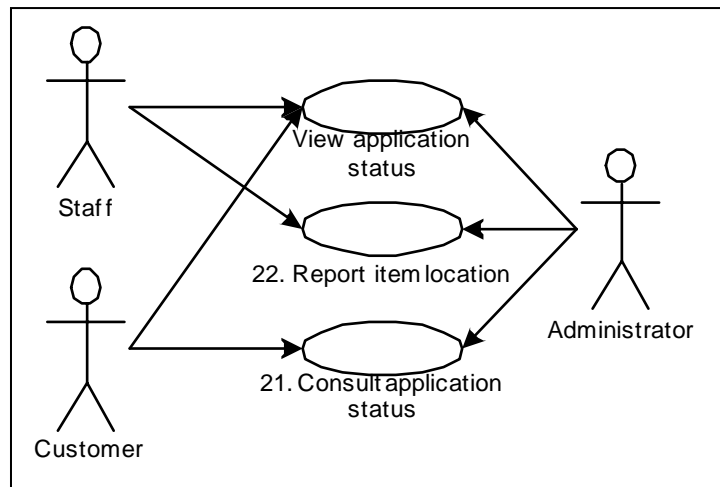 View application
status
Staff
22. Report item location
Administrator
21. Consult application
status
Customer